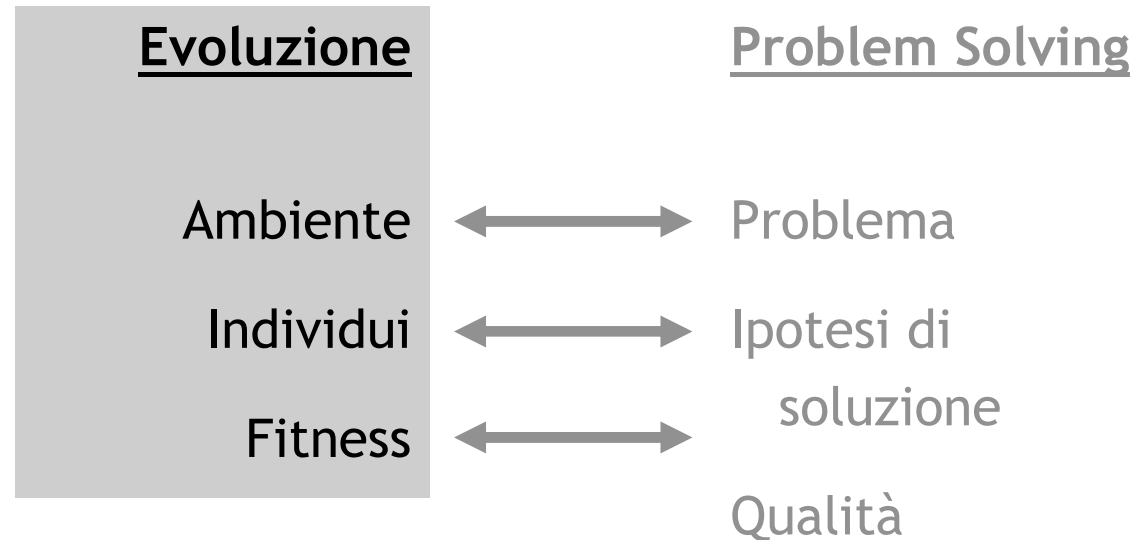 Evoluzione
Problem Solving
Ambiente
Problema
Individui
Ipotesi di
soluzione
Fitness
Qualità